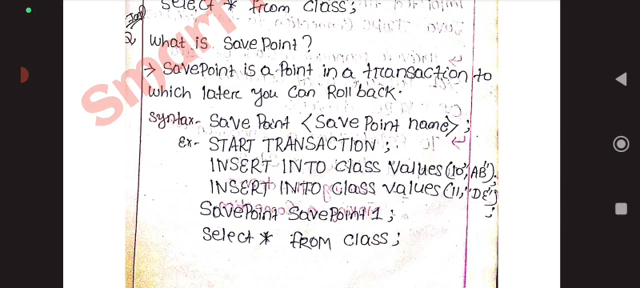 Select * from Class;
2 What is Save Point?
→ SavePoint is a Point in a transaction to
which later you can Roll back.
Syntax- Save Point <Save Point name>;
ex- START TRANSACTION;
INSERT INTO Class Values (10,'AB');
INSERT INTO Class values (11,'DE');
SavePoint SavePoint1;
Select * from Class;
Smart